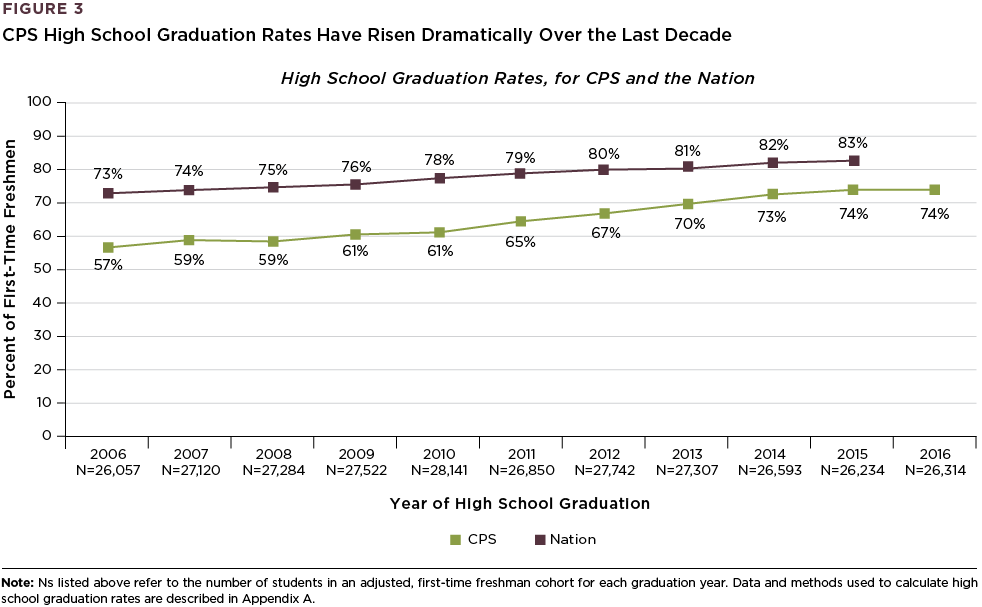 FIGURE 3
CPS High School Graduation Rates Have Risen Dramatically Over the Last Decade
High School Graduation Rates, for CPS and the Nation
Percent of First-Time Freshmen
100
90
80
70
60
50
40
30
20
10
0
73% 74% 75% 76% 78% 79% 80% 81% 82% 83%
57% 59% 59% 61% 61% 65% 67% 70% 73% 74% 74%
2006 2007 2008 2009 2010 2011 2012 2013 2014 2015 2016
N=26,057 N=27,120 N=27,284 N=27,522 N=28,141 N=26,850 N=27,742 N=27,307 N=26,593 N=26,234 N=26,314
Year of High School Graduation
CPS Nation
Note: Ns listed above refer to the number of students in an adjusted, first-time freshman cohort for each graduation year. Data and methods used to calculate high
school graduation rates are described in Appendix A.